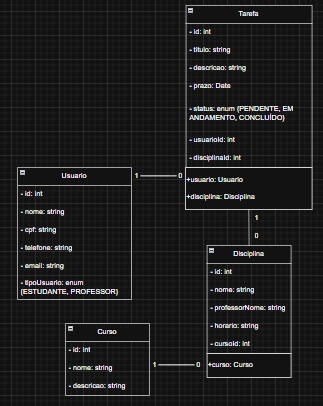 Tarefa
- id: int
- titulo: string
- descricao: string
- prazo: Date
- status: enum (PENDENTE, EM
ANDAMENTO, CONCLUÍDO)
- usuarioId: int
- disciplinaId: int
+usuario: Usuario
+disciplina: Disciplina
Usuario
- id: int
- nome: string
- cpf: string
- telefone: string
- email: string
- tipoUsuario: enum
(ESTUDANTE, PROFESSOR)
1
0
1
0
Disciplina
- id: int
- nome: string
- professorNome: string
- horario: string
- cursoId: int
+curso: Curso
Curso
- id: int
- nome: string
- descricao: string
1
0